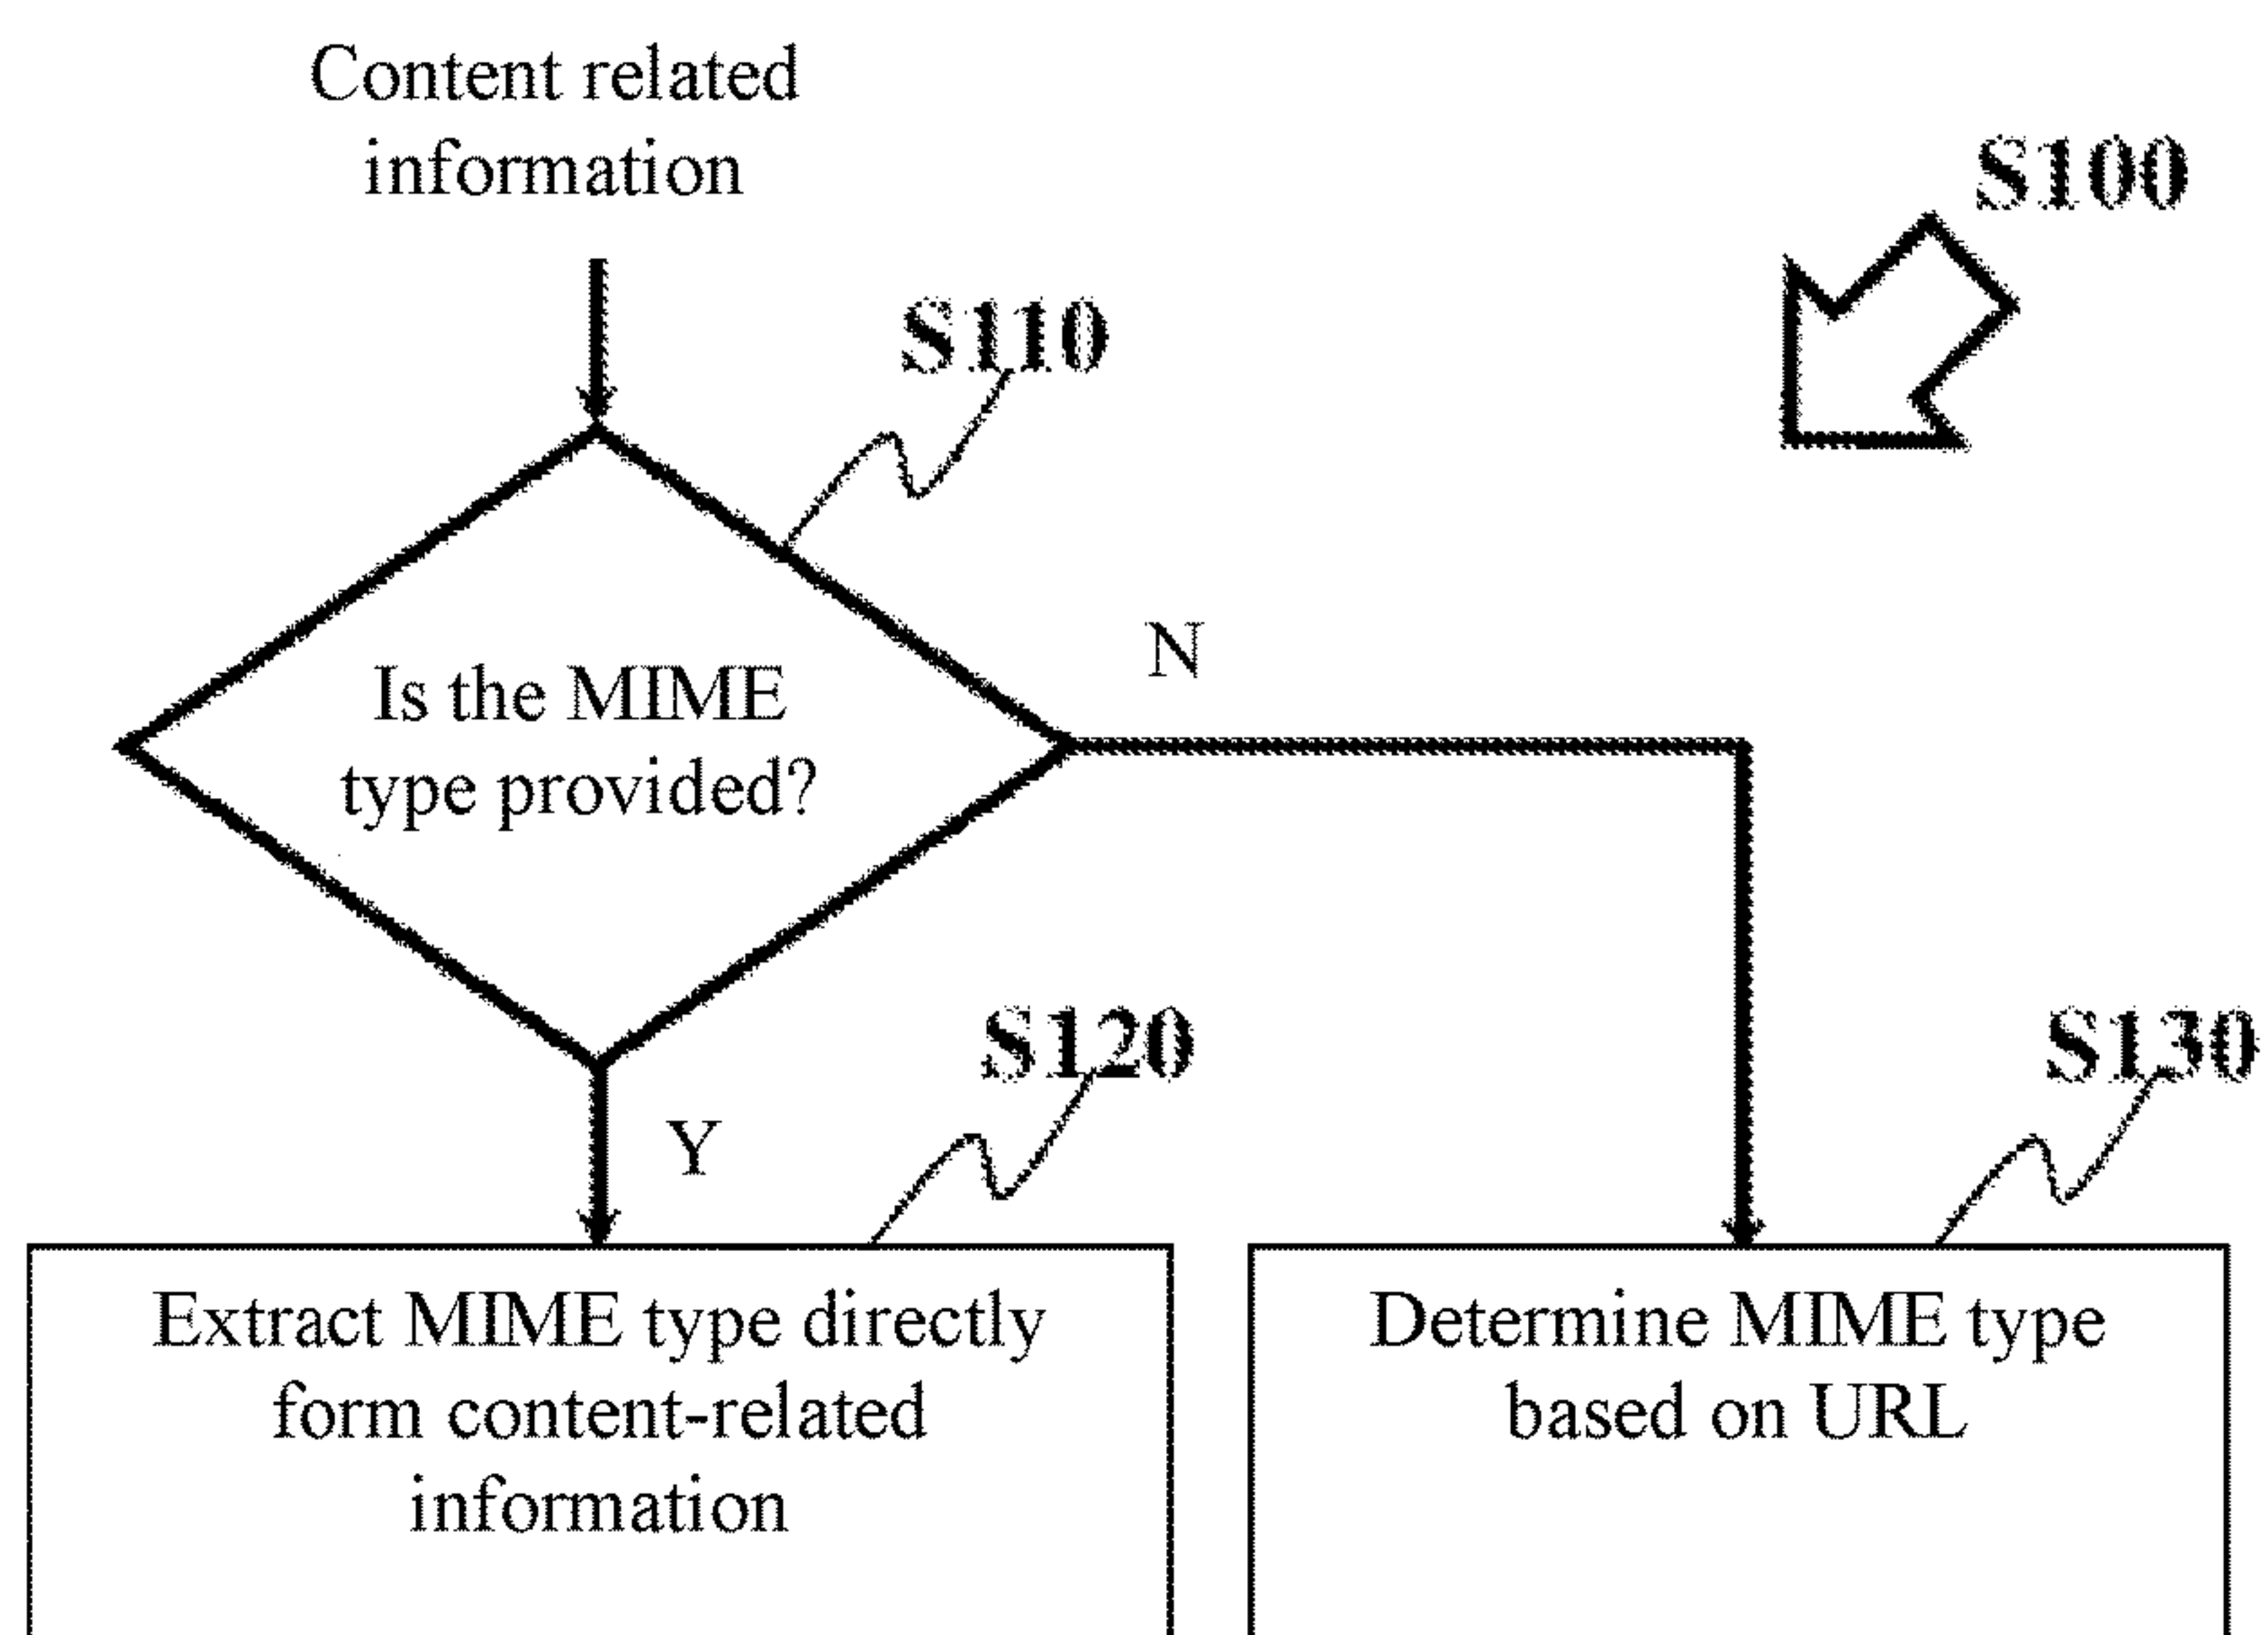 Content related
information
S100
S110
Is the MIME
type provided?
N
Y
S120
S130
Extract MIME type directly
form content-related
information
Determine MIME type
based on URL